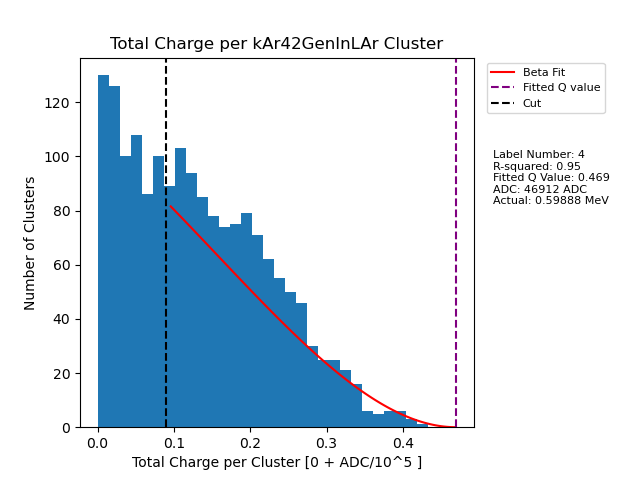 Total Charge per kAr42GenInLAr Cluster
Beta Fit
Fitted Q value
Cut
Label Number: 4
R-squared: 0.95
Fitted Q Value: 0.469
ADC: 46912 ADC
Actual: 0.59888 MeV
Number of Clusters
120
100
80
60
40
20
0
0.0 0.1 0.2 0.3 0.4
Total Charge per Cluster [0 + ADC/10^5 ]